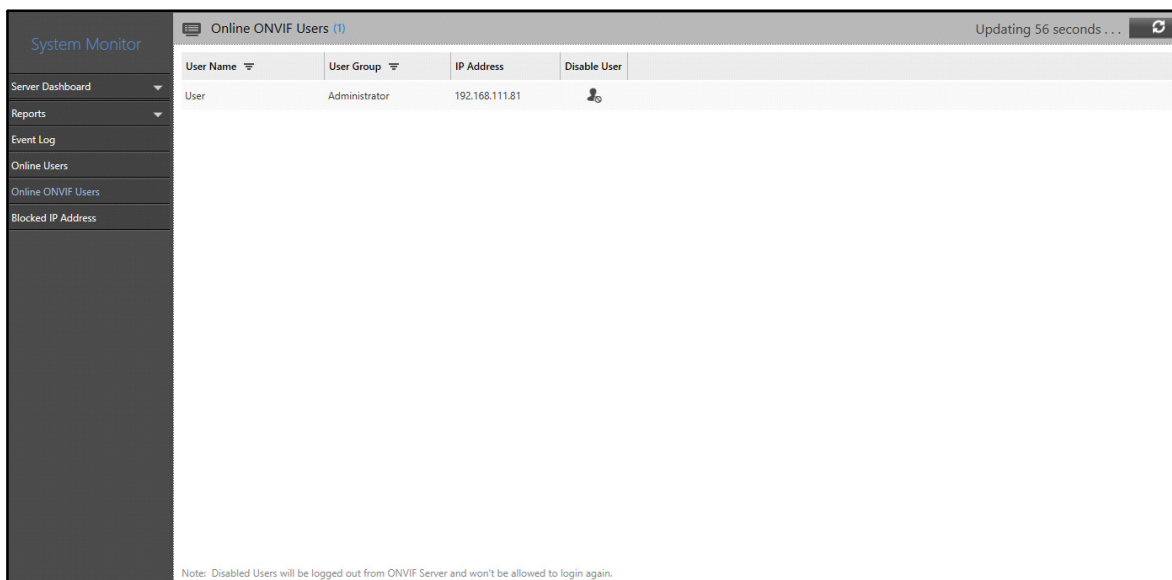 System Monitor
Server Dashboard
Reports
Event Log
Online Users
Online ONVIF Users
Blocked IP Address
Online ONVIF Users (1)
Updating 56 seconds . . .
User Name User Group IP Address Disable User
User Administrator 192.168.111.81
Note: Disabled Users will be logged out from ONVIF Server and won't be allowed to login again.